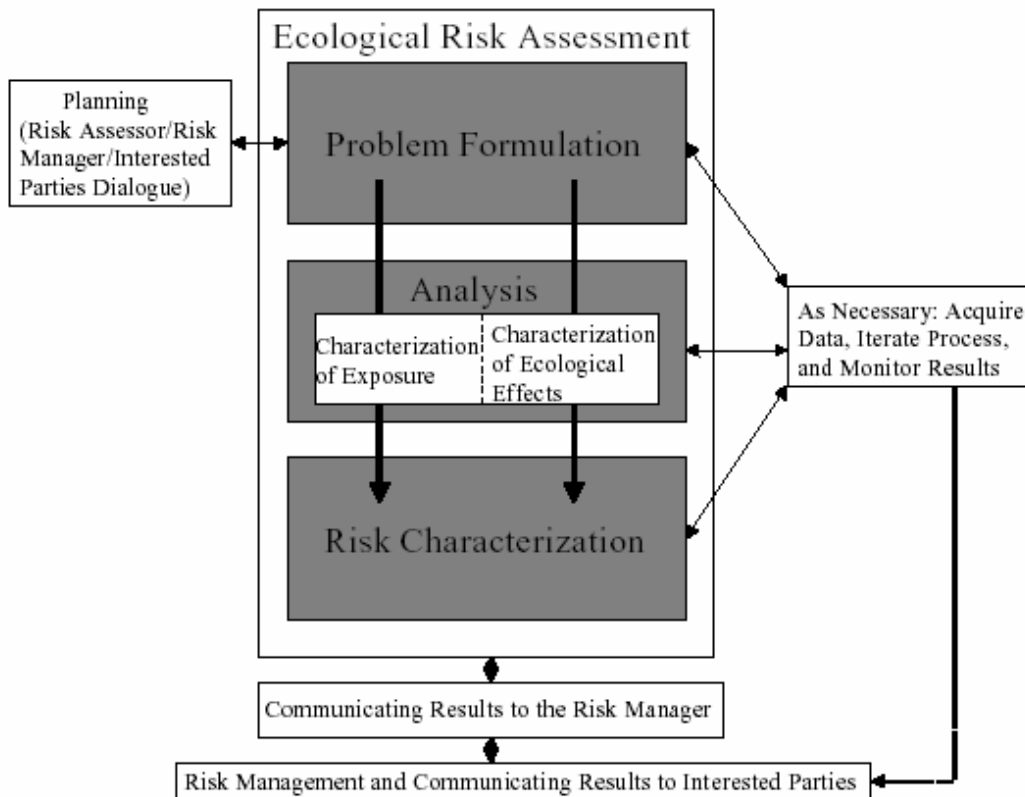 Ecological Risk Assessment
Planning
(Risk Assessor/Risk
Manager/Interested
Parties Dialogue)
Problem Formulation
Analysis
Characterization
of Exposure
Characterization
of Ecological
Effects
As Necessary: Acquire
Data, Iterate Process,
and Monitor Results
Risk Characterization
Communicating Results to the Risk Manager
Risk Management and Communicating Results to Interested Parties